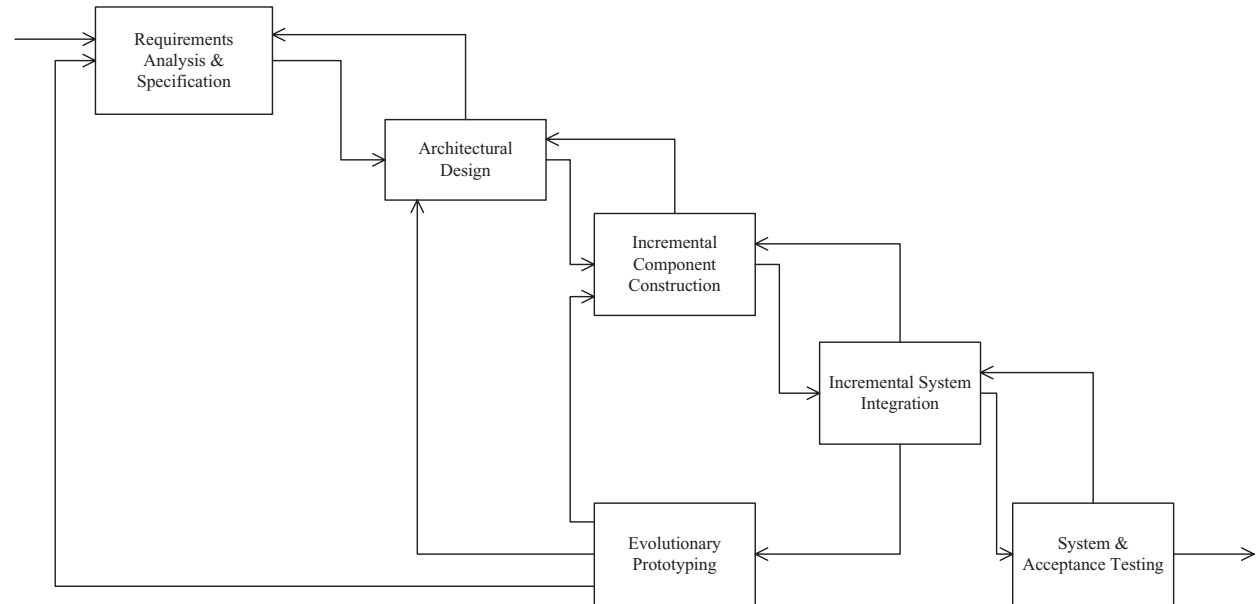 Requirements
Analysis &
Specification
Architectural
Design
Incremental
Component
Construction
Incremental System
Integration
Evolutionary
Prototyping
System &
Acceptance Testing